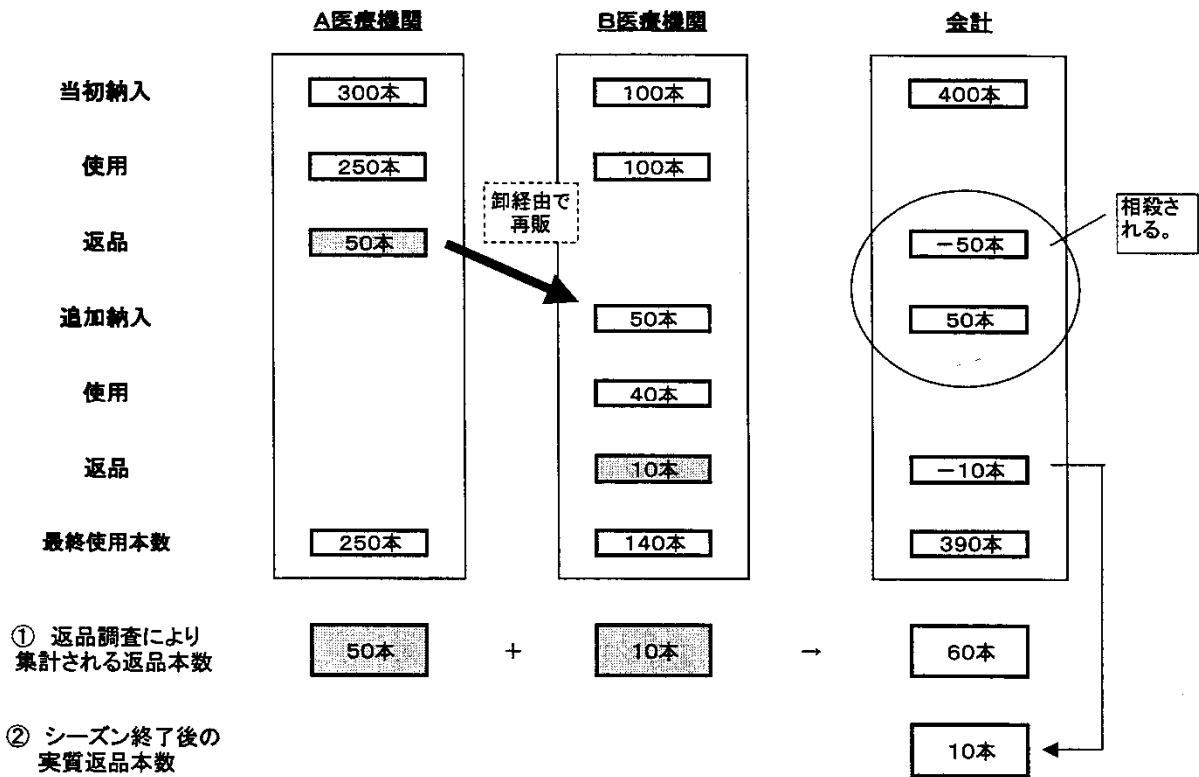 A医療機関
B医療機関
会計
当初納入
300本
100本
400本
使用
250本
100本
卸経由で
再販
相殺さ
れる。
返品
50本
－50本
追加納入
50本
50本
使用
40本
返品
10本
－10本
最終使用本数
250本
140本
390本
① 返品調査により
集計される返品本数
50本
＋
10本
→
60本
② シーズン終了後の
実質返品本数
10本